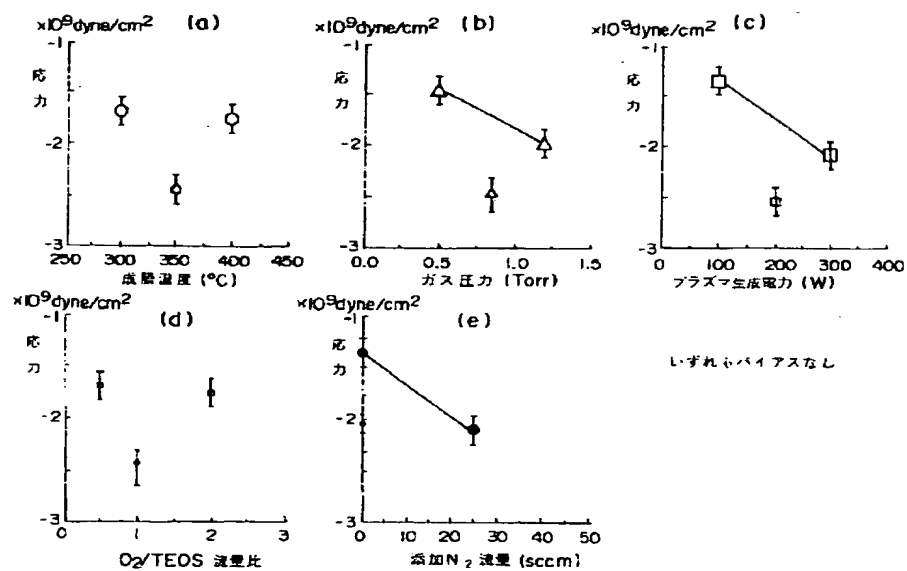 ×10⁹dyne/cm² (a)
-1
応力
-2
-3
250 300 350 400 450
成膜温度 (°C)
×10⁹dyne/cm² (b)
-1
応力
-2
-3
0.0 0.5 1.0 1.5
ガス圧力 (Torr)
×10⁹dyne/cm² (c)
-1
応力
-2
-3
0 100 200 300 400
プラズマ生成電力 (W)
×10⁹dyne/cm² (d)
-1
応力
-2
-3
0 1 2 3
O₂/TEOS 流量比
×10⁹dyne/cm² (e)
-1
応力
-2
-3
0 10 20 30 40 50
添加N₂流量 (sccm)
いずれもバイアスなし